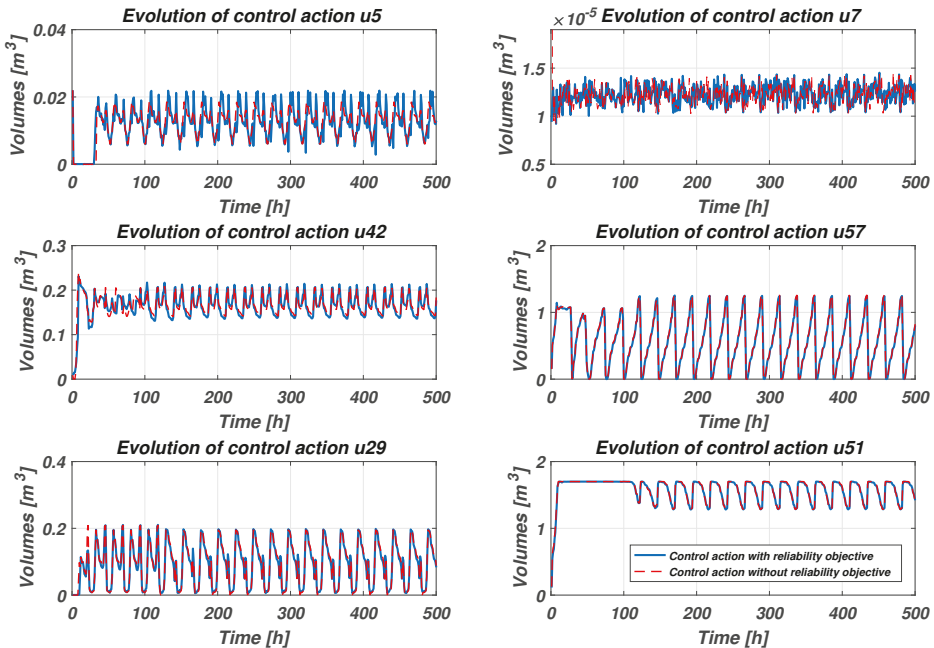 Evolution of control action u5
Volumes [m³]
0.04
0.02
0
0 100 200 300 400 500
Time [h]
Evolution of control action u7
×10⁻⁵
Volumes [m³]
1.5
1
0.5
0 100 200 300 400 500
Time [h]
Evolution of control action u42
Volumes [m³]
0.3
0.2
0.1
0
0 100 200 300 400 500
Time [h]
Evolution of control action u57
Volumes [m³]
2
1
0
0 100 200 300 400 500
Time [h]
Evolution of control action u29
Volumes [m³]
0.4
0.2
0
0 100 200 300 400 500
Time [h]
Evolution of control action u51
Volumes [m³]
2
1
0
0 100 200 300 400 500
Time [h]
Control action with reliability objective
Control action without reliability objective